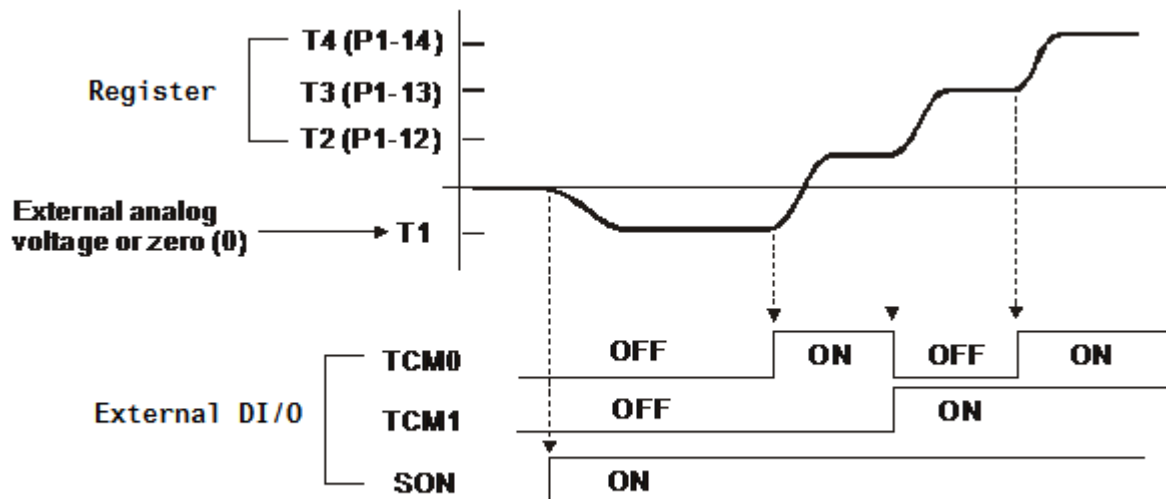 T4 (P1-14)
Register
T3 (P1-13)
T2 (P1-12)
External analog
voltage or zero (0)
T1
TCM0
OFF
ON
OFF
ON
External DI/O
TCM1
OFF
ON
SON
ON